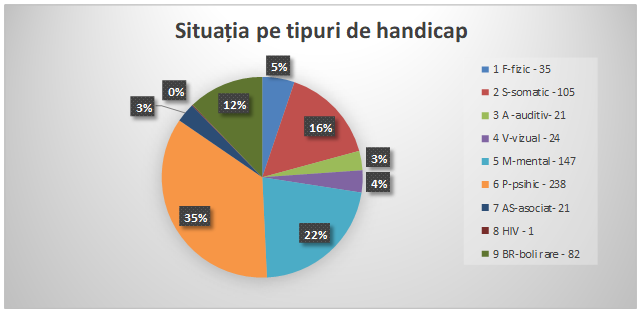 Situația pe tipuri de handicap
5%
16%
3%
4%
22%
35%
3%
0%
12%
1 F-fizic - 35
2 S-somatic - 105
3 A -auditiv- 21
4 V-vizual - 24
5 M-mental - 147
6 P-psihic - 238
7 AS-asociat- 21
8 HIV - 1
9 BR-boli rare - 82